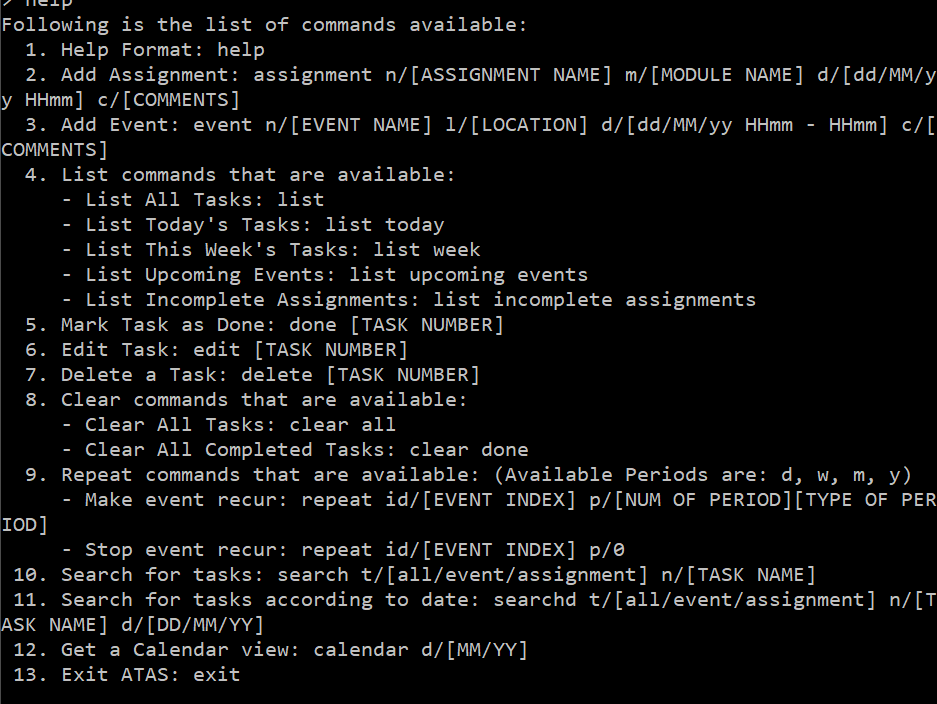 > help
Following is the list of commands available:
  1. Help Format: help
  2. Add Assignment: assignment n/[ASSIGNMENT NAME] m/[MODULE NAME] d/[dd/MM/y
y HHmm] c/[COMMENTS]
  3. Add Event: event n/[EVENT NAME] l/[LOCATION] d/[dd/MM/yy HHmm - HHmm] c/[
COMMENTS]
  4. List commands that are available:
     - List All Tasks: list
     - List Today's Tasks: list today
     - List This Week's Tasks: list week
     - List Upcoming Events: list upcoming events
     - List Incomplete Assignments: list incomplete assignments
  5. Mark Task as Done: done [TASK NUMBER]
  6. Edit Task: edit [TASK NUMBER]
  7. Delete a Task: delete [TASK NUMBER]
  8. Clear commands that are available:
     - Clear All Tasks: clear all
     - Clear All Completed Tasks: clear done
  9. Repeat commands that are available: (Available Periods are: d, w, m, y)
     - Make event recur: repeat id/[EVENT INDEX] p/[NUM OF PERIOD][TYPE OF PER
IOD]
     - Stop event recur: repeat id/[EVENT INDEX] p/0
 10. Search for tasks: search t/[all/event/assignment] n/[TASK NAME]
 11. Search for tasks according to date: searchd t/[all/event/assignment] n/[T
ASK NAME] d/[DD/MM/YY]
 12. Get a Calendar view: calendar d/[MM/YY]
 13. Exit ATAS: exit